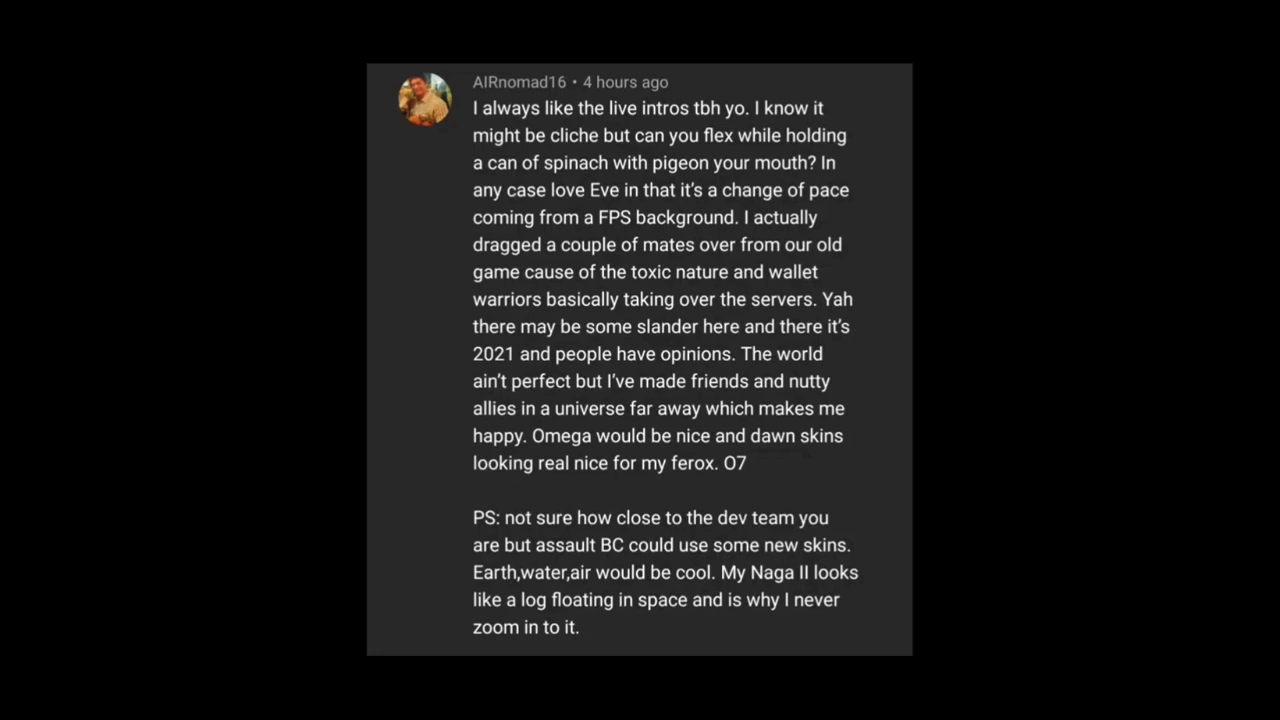 AIRnomad16 • 4 hours ago
I always like the live intros tbh yo. I know it
might be cliche but can you flex while holding
a can of spinach with pigeon your mouth? In
any case love Eve in that it's a change of pace
coming from a FPS background. I actually
dragged a couple of mates over from our old
game cause of the toxic nature and wallet
warriors basically taking over the servers. Yah
there may be some slander here and there it's
2021 and people have opinions. The world
ain't perfect but I've made friends and nutty
allies in a universe far away which makes me
happy. Omega would be nice and dawn skins
looking real nice for my ferox. O7
PS: not sure how close to the dev team you
are but assault BC could use some new skins.
Earth,water,air would be cool. My Naga II looks
like a log floating in space and is why I never
zoom in to it.